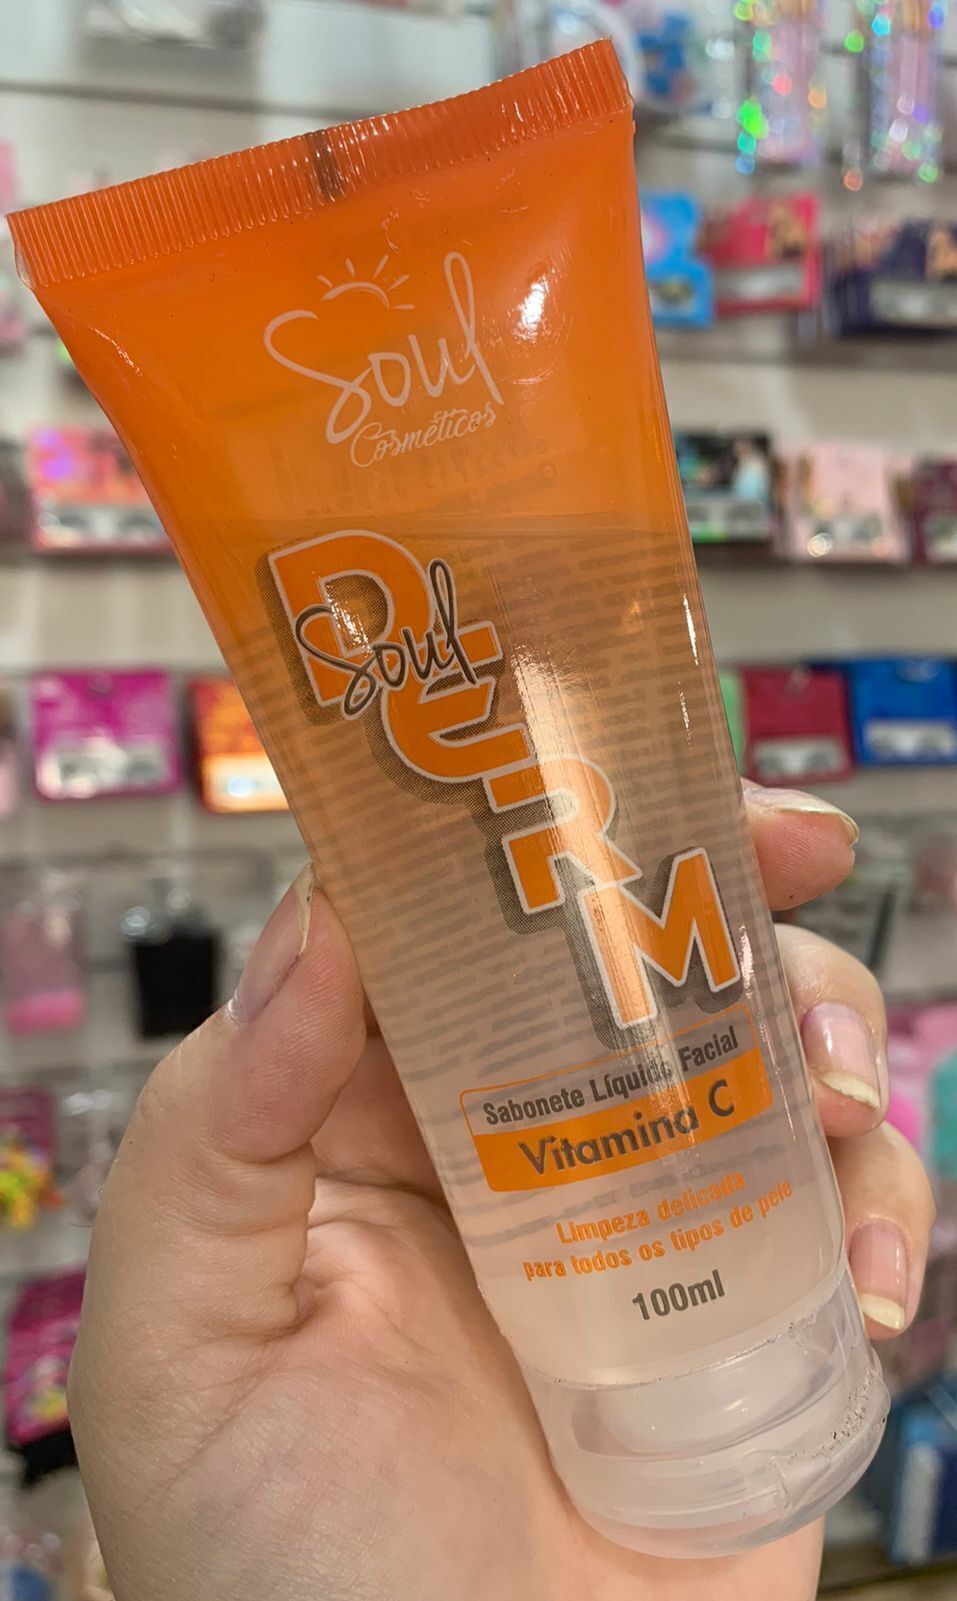 Soul
Cosméticos
DERM
Soul
Sabonete Líquido Facial
Vitamina C
Limpeza delicada
para todos os tipos de pele
100ml